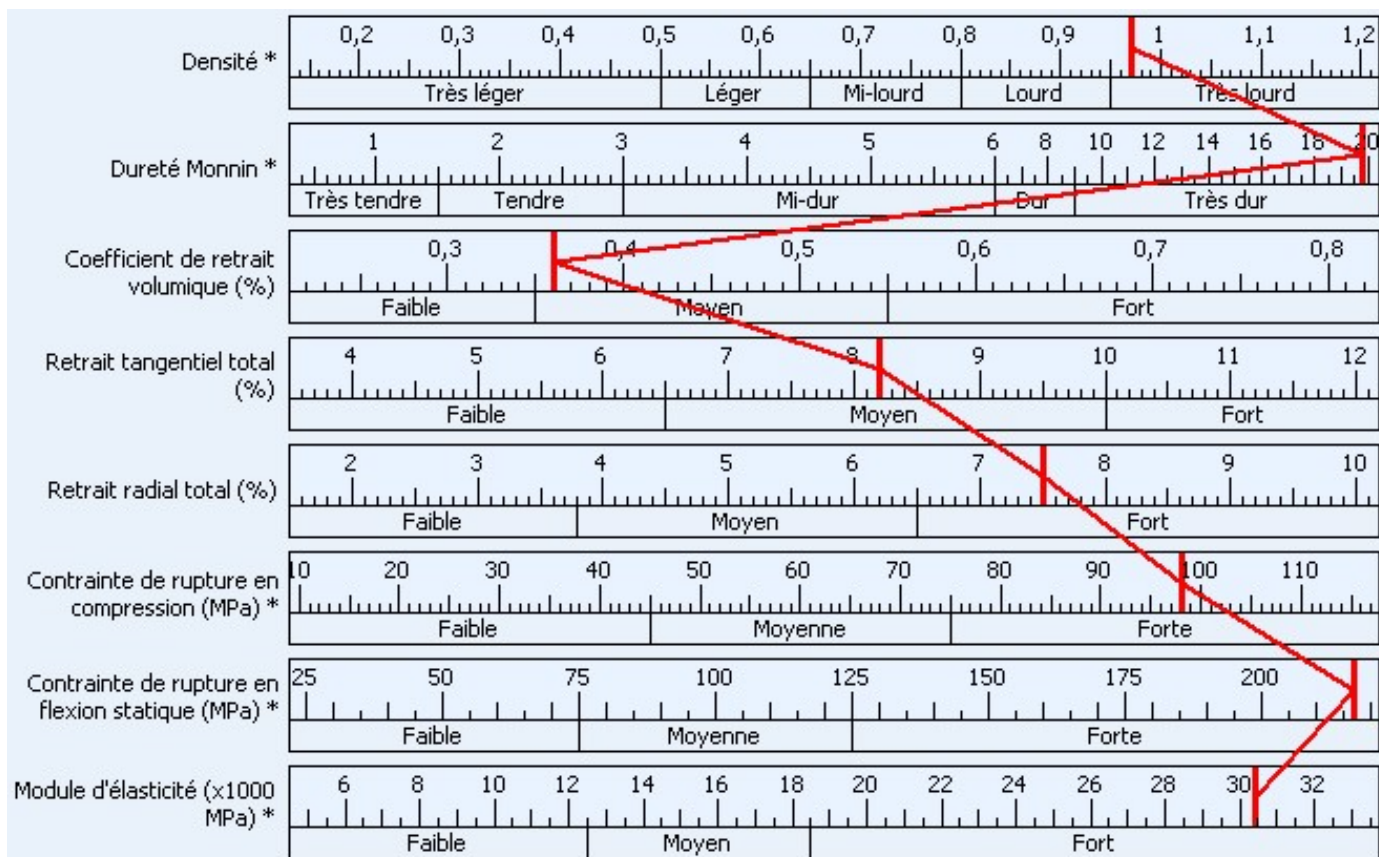 0,2 0,3 0,4 0,5 0,6 0,7 0,8 0,9 1 1,1 1,2
Densité *
Très léger Léger Mi-lourd Lourd Très lourd
1 2 3 4 5 6 8 10 12 14 16 18 20
Dureté Monnin *
Très tendre Tendre Mi-dur Dur Très dur
0,3 0,4 0,5 0,6 0,7 0,8
Coefficient de retrait
volumique (%)
Faible Moyen Fort
4 5 6 7 8 9 10 11 12
Retrait tangentiel total
(%)
Faible Moyen Fort
2 3 4 5 6 7 8 9 10
Retrait radial total (%)
Faible Moyen Fort
10 20 30 40 50 60 70 80 90 100 110
Contrainte de rupture en
compression (MPa) *
Faible Moyenne Forte
25 50 75 100 125 150 175 200
Contrainte de rupture en
flexion statique (MPa) *
Faible Moyenne Forte
6 8 10 12 14 16 18 20 22 24 26 28 30 32
Module d'élasticité (x1000
MPa) *
Faible Moyen Fort